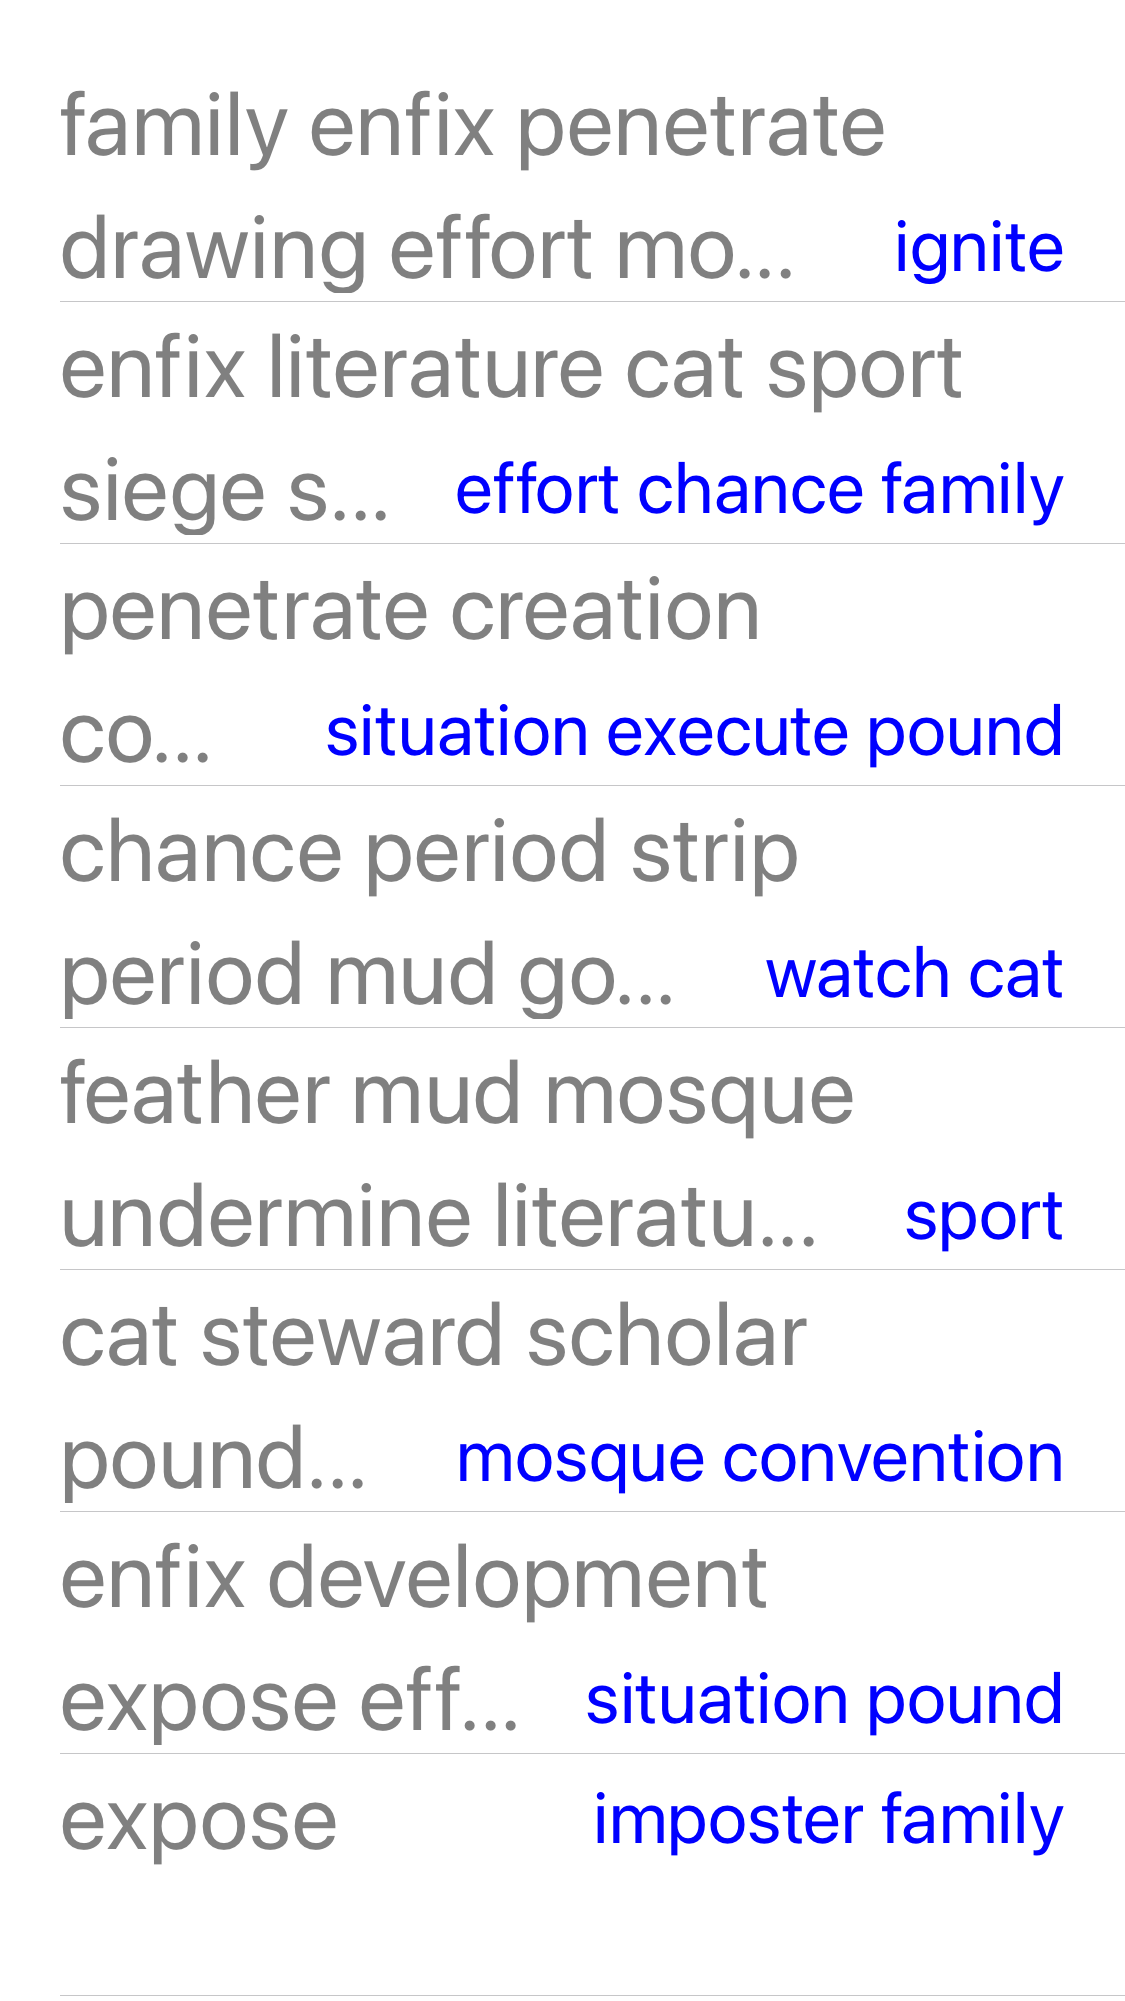 family enfix penetrate
drawing effort mo... ignite
enfix literature cat sport
siege s... effort chance family
penetrate creation
co... situation execute pound
chance period strip
period mud go... watch cat
feather mud mosque
undermine literatu... sport
cat steward scholar
pound... mosque convention
enfix development
expose eff... situation pound
expose imposter family